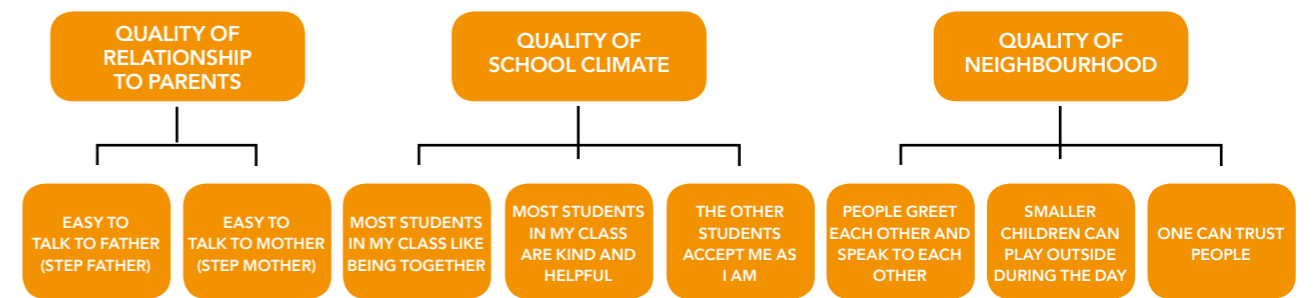 QUALITY OF
RELATIONSHIP
TO PARENTS
QUALITY OF
SCHOOL CLIMATE
QUALITY OF
NEIGHBOURHOOD
EASY TO
TALK TO FATHER
(STEP FATHER)
EASY TO
TALK TO MOTHER
(STEP MOTHER)
MOST STUDENTS
IN MY CLASS LIKE
BEING TOGETHER
MOST STUDENTS
IN MY CLASS
ARE KIND AND
HELPFUL
THE OTHER
STUDENTS
ACCEPT ME AS
I AM
PEOPLE GREET
EACH OTHER AND
SPEAK TO EACH
OTHER
SMALLER
CHILDREN CAN
PLAY OUTSIDE
DURING THE DAY
ONE CAN TRUST
PEOPLE